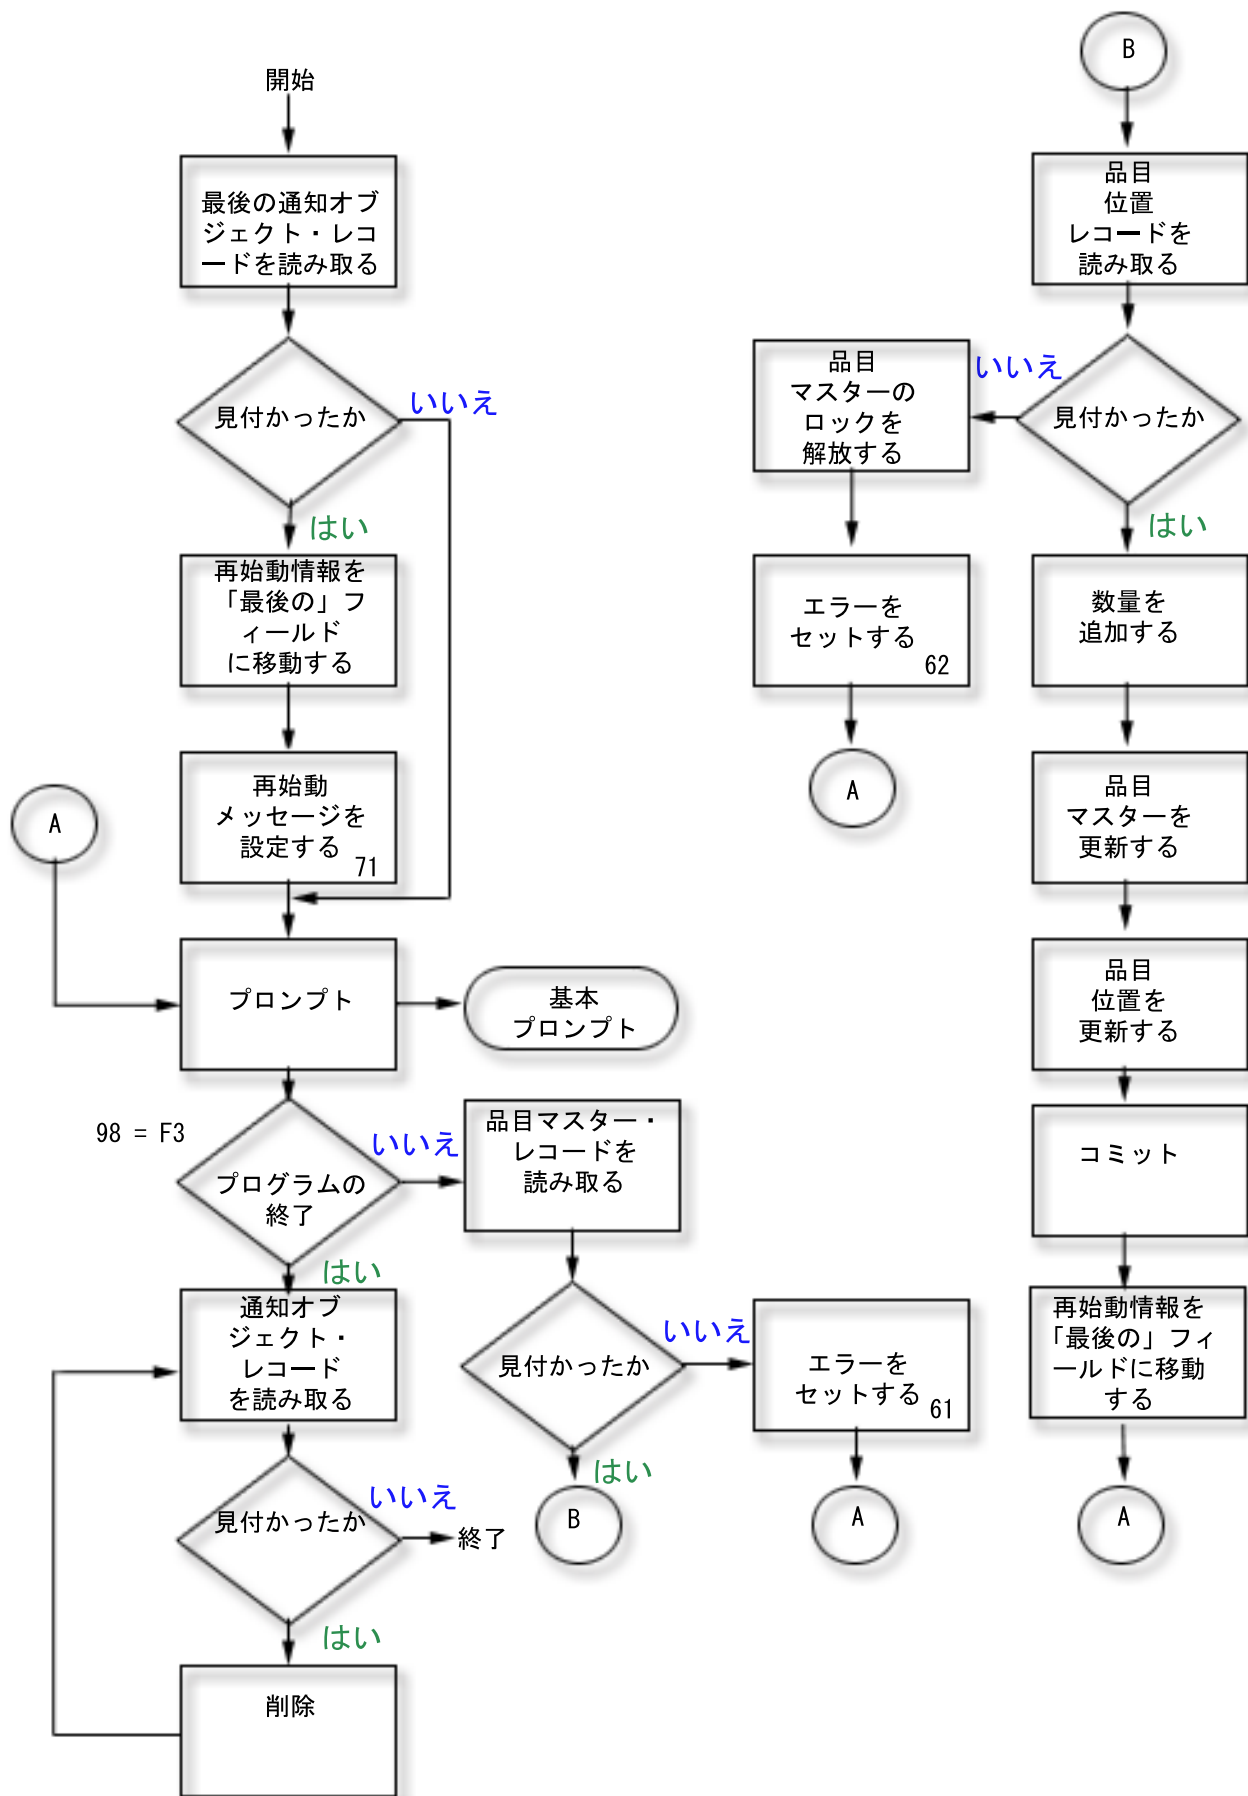 開始
最後の通知オブ
ジェクト・レコ
ードを読み取る
見付かったか
いいえ
はい
再始動情報を
「最後の」フ
ィールド
に移動する
再始動
メッセージを
設定する
71
A
プロンプト
基本
プロンプト
98 = F3
プログラムの
終了
いいえ
はい
品目マスター・
レコードを
読み取る
見付かったか
いいえ
はい
B
エラーを
セットする
61
A
通知オブ
ジェクト・
レコード
を読み取る
見付かったか
いいえ
終了
はい
削除
B
品目
位置
レコードを
読み取る
見付かったか
いいえ
はい
品目
マスターの
ロックを
解放する
エラーを
セットする
62
A
数量を
追加する
品目
マスターを
更新する
品目
位置を
更新する
コミット
再始動情報を
「最後の」フィ
ールドに移動
する
A